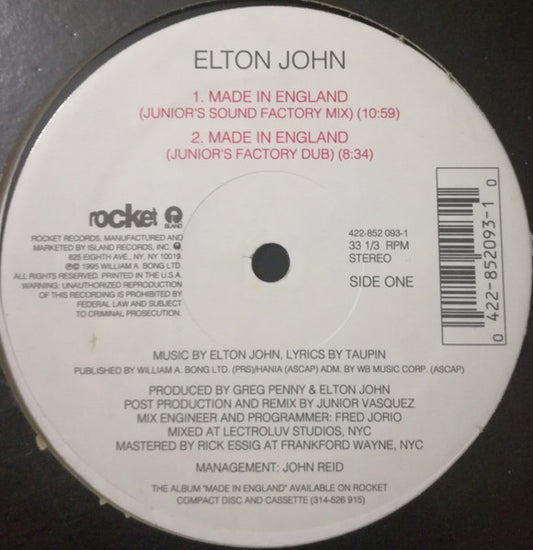 ELTON JOHN
1. MADE IN ENGLAND
(JUNIOR'S SOUND FACTORY MIX) (10:59)
2. MADE IN ENGLAND
(JUNIOR'S FACTORY DUB) (8:34)
rocket
ISLAND
ROCKET RECORDS, MANUFACTURED AND
MARKETED BY ISLAND RECORDS, INC.
825 EIGHTH AVE., NY, NY 10019.
℗© 1995 WILLIAM A. BONG LTD.
ALL RIGHTS RESERVED. PRINTED IN THE U.S.A.
WARNING: UNAUTHORIZED REPRODUCTION
OF THIS RECORDING IS PROHIBITED BY
FEDERAL LAW AND SUBJECT
TO CRIMINAL PROSECUTION.
422-852 093-1
33 1/3 RPM
STEREO
SIDE ONE
0 422-852093-1 0
MUSIC BY ELTON JOHN, LYRICS BY TAUPIN
PUBLISHED BY WILLIAM A. BONG LTD. (PRS)/HANIA (ASCAP) ADM. BY WB MUSIC CORP. (ASCAP)
PRODUCED BY GREG PENNY & ELTON JOHN
POST PRODUCTION AND REMIX BY JUNIOR VASQUEZ
MIX ENGINEER AND PROGRAMMER: FRED JORIO
MIXED AT LECTROLUV STUDIOS, NYC
MASTERED BY RICK ESSIG AT FRANKFORD WAYNE, NYC
MANAGEMENT: JOHN REID
THE ALBUM "MADE IN ENGLAND" AVAILABLE ON ROCKET
COMPACT DISC AND CASSETTE (314-526 915)